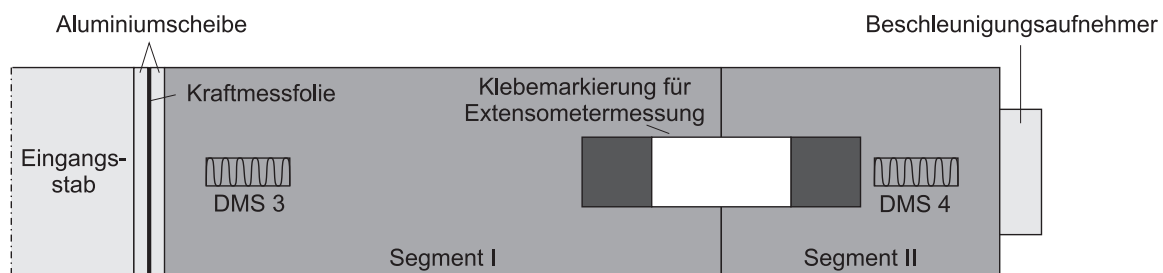 Aluminiumscheibe
Beschleunigungsaufnehmer
Kraftmessfolie
Klebemarkierung für
Extensometermessung
Eingangs-
stab
DMS 3
DMS 4
Segment I
Segment II